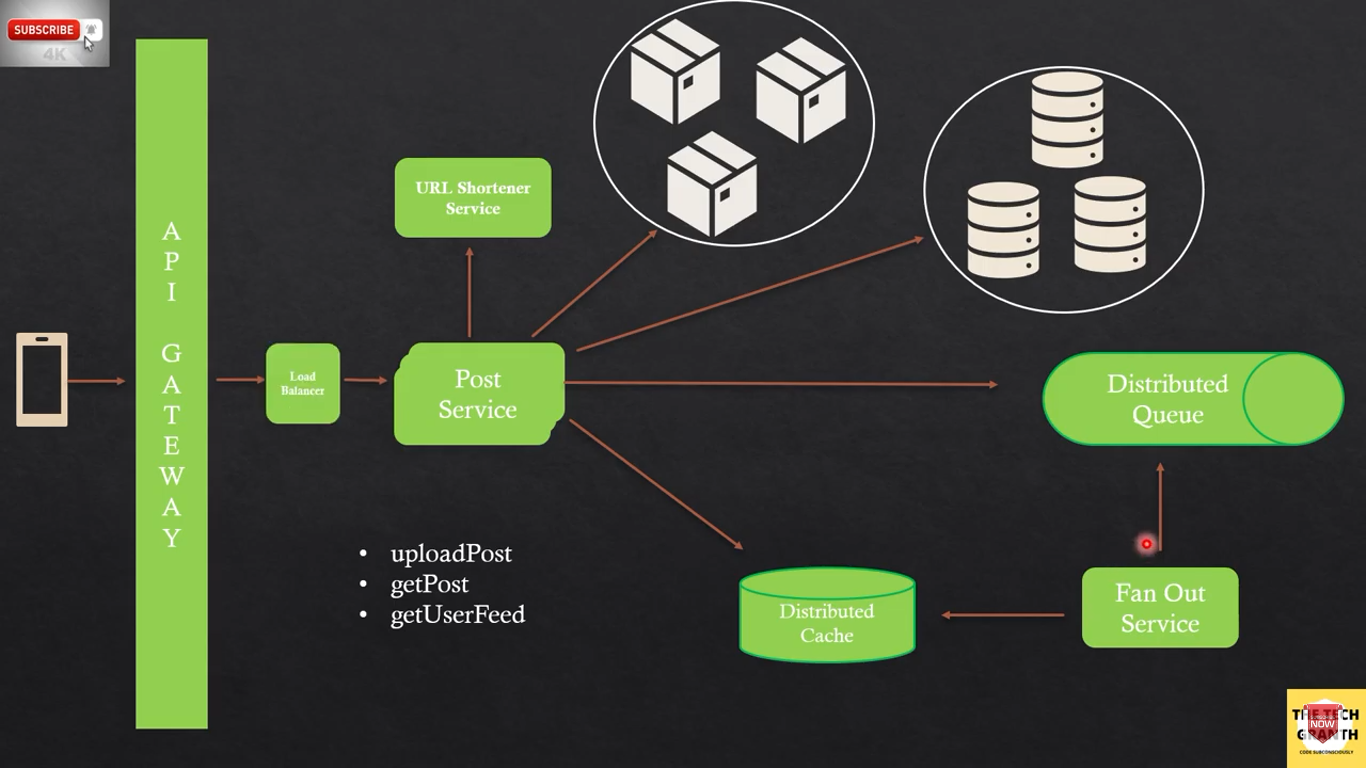 SUBSCRIBE
4K
API GATEWAY
URL Shortener
Service
Load
Balancer
Post
Service
Distributed
Queue
• uploadPost
• getPost
• getUserFeed
Distributed
Cache
Fan Out
Service
THE TECH
NOW
GRANTH
CODE SUBCONSCIOUSLY